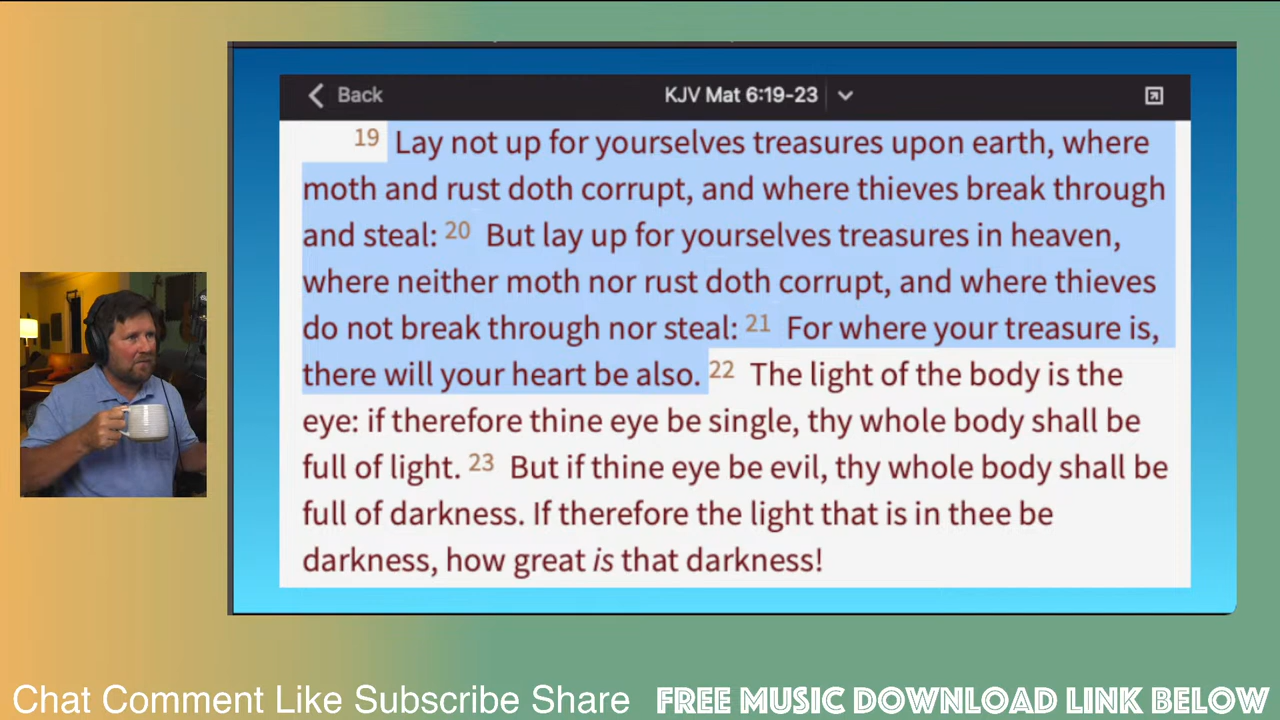 Back
KJV Mat 6:19-23
19 Lay not up for yourselves treasures upon earth, where
moth and rust doth corrupt, and where thieves break through
and steal: 20 But lay up for yourselves treasures in heaven,
where neither moth nor rust doth corrupt, and where thieves
do not break through nor steal: 21 For where your treasure is,
there will your heart be also. 22 The light of the body is the
eye: if therefore thine eye be single, thy whole body shall be
full of light. 23 But if thine eye be evil, thy whole body shall be
full of darkness. If therefore the light that is in thee be
darkness, how great is that darkness!
Chat Comment Like Subscribe Share FREE MUSIC DOWNLOAD LINK BELOW